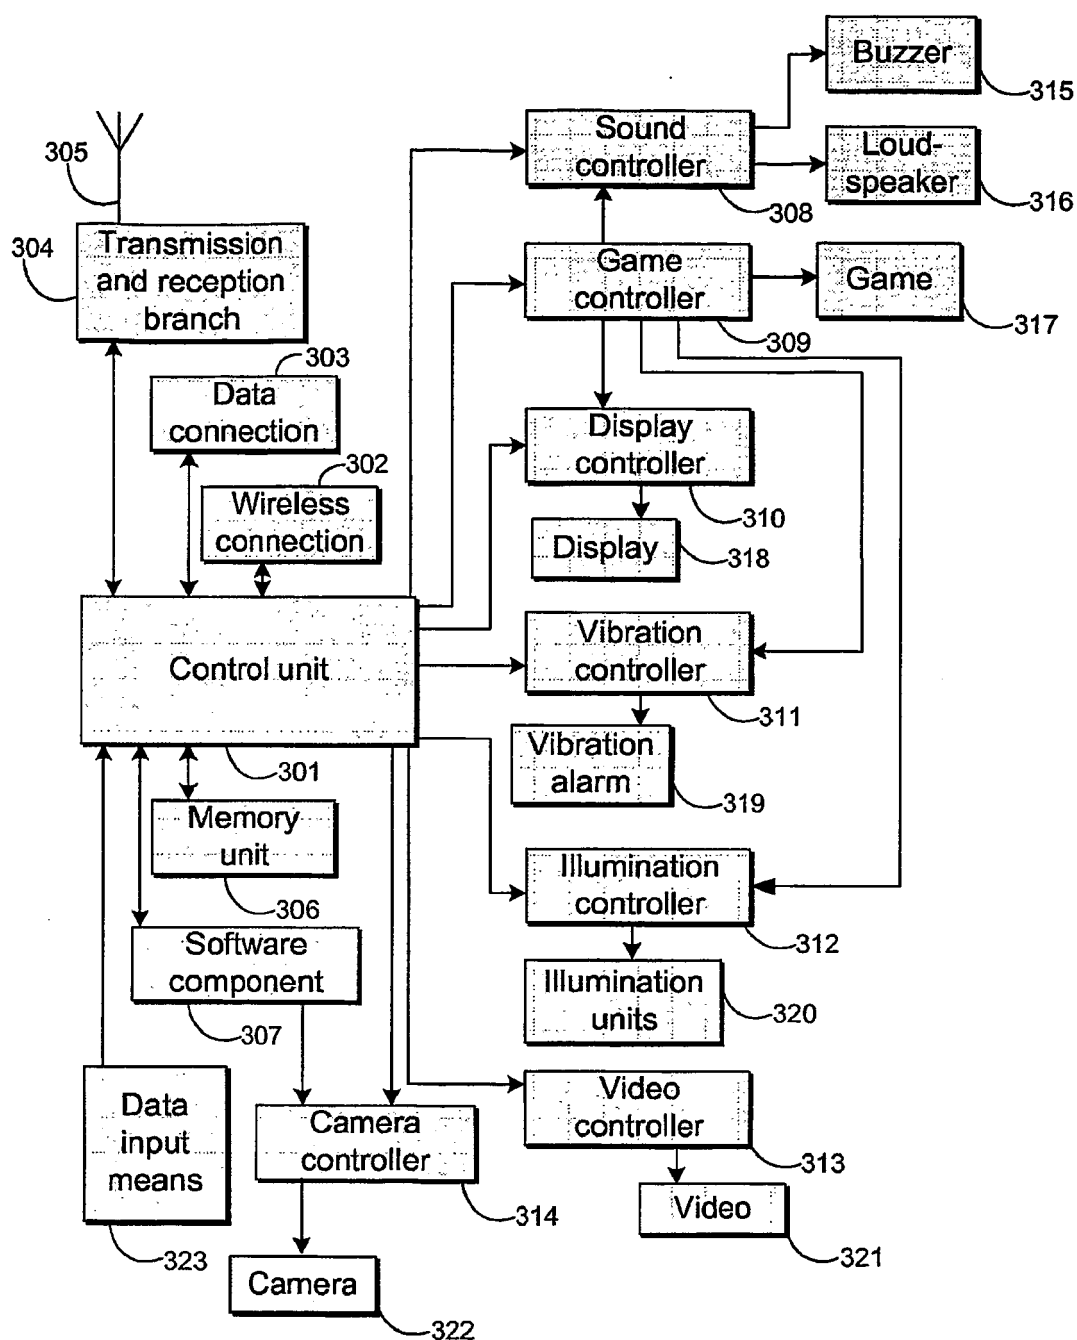 Buzzer
315
Sound
controller
308
Loud-
speaker
316
305
304
Transmission
and reception
branch
Game
controller
309
Game
317
303
Data
connection
302
Wireless
connection
Display
controller
310
Display
318
Control unit
301
Vibration
controller
311
Vibration
alarm
319
Memory
unit
306
Illumination
controller
312
Software
component
307
Illumination
units
320
Data
input
means
323
Camera
controller
314
Video
controller
313
Video
321
Camera
322